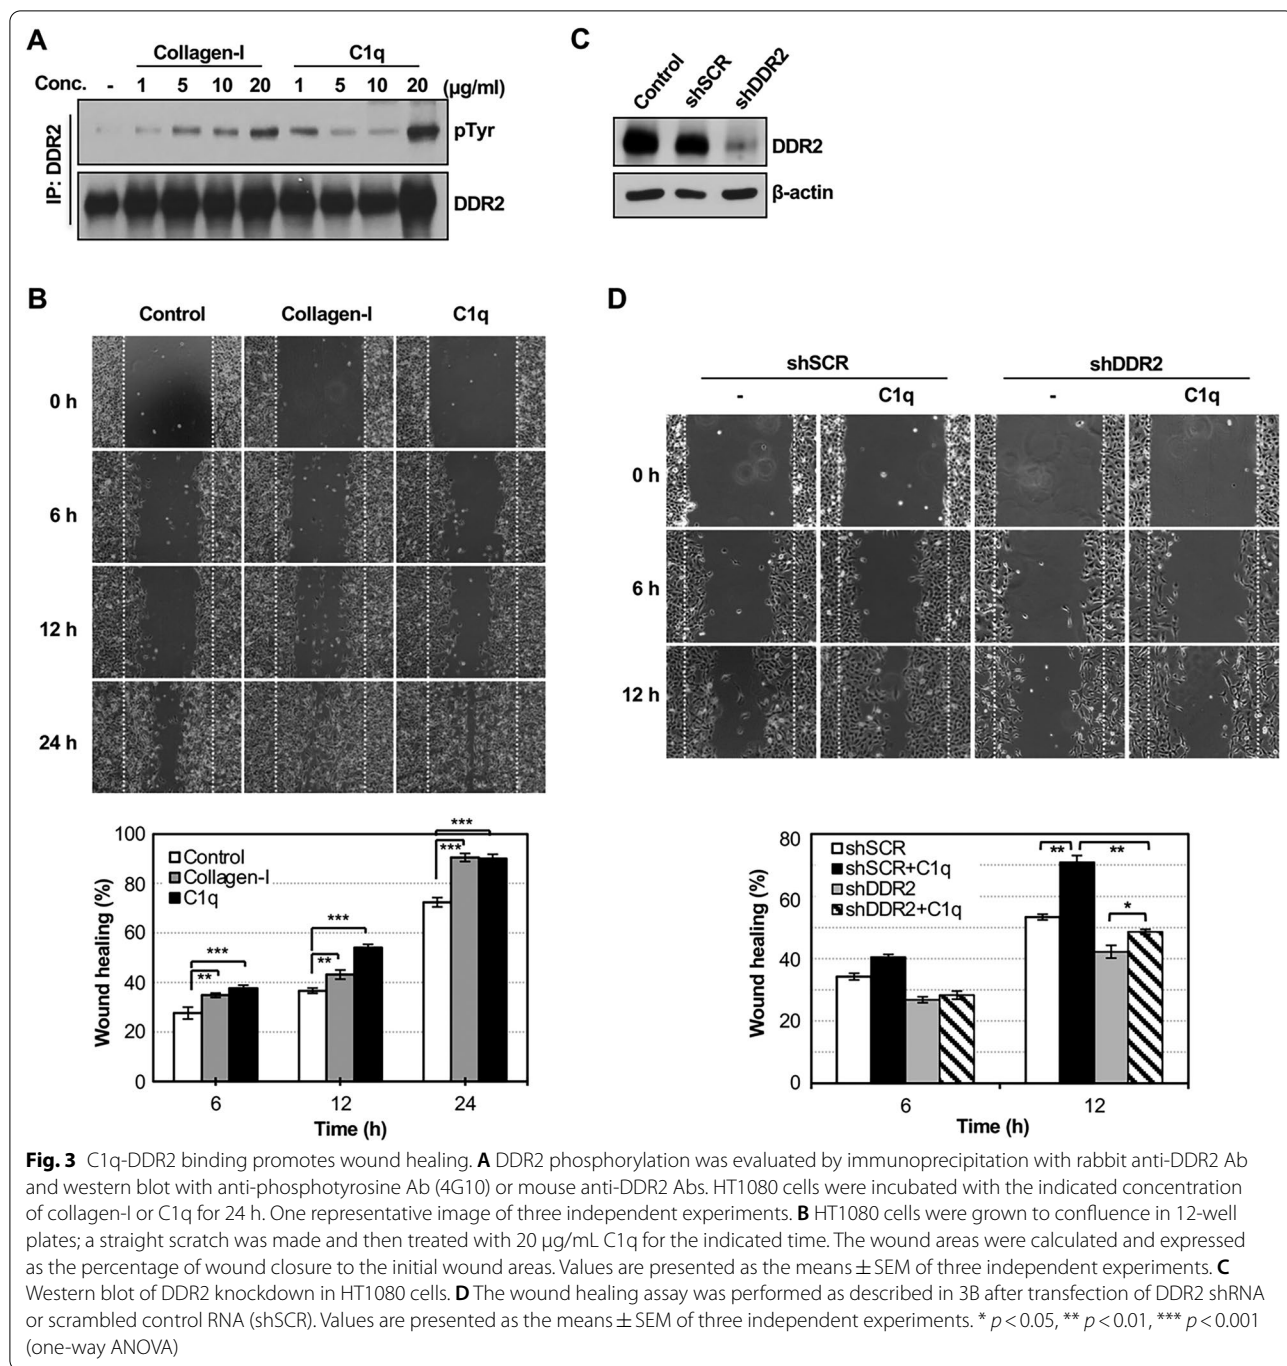 A
Collagen-I C1q
Conc. - 1 5 10 20 1 5 10 20 (µg/ml)
IP: DDR2
pTyr
DDR2
C
Control shSCR shDDR2
DDR2
β-actin
B
Control Collagen-I C1q
0 h
6 h
12 h
24 h
Wound healing (%)
100
80
60
40
20
0
Control
Collagen-I
C1q
*** ** *** ** *** ***
6 12 24
Time (h)
D
shSCR shDDR2
- C1q - C1q
0 h
6 h
12 h
Wound healing (%)
80
60
40
20
0
shSCR
shSCR+C1q
shDDR2
shDDR2+C1q
** ** *
6 12
Time (h)
Fig. 3 C1q-DDR2 binding promotes wound healing. A DDR2 phosphorylation was evaluated by immunoprecipitation with rabbit anti-DDR2 Ab
and western blot with anti-phosphotyrosine Ab (4G10) or mouse anti-DDR2 Abs. HT1080 cells were incubated with the indicated concentration
of collagen-I or C1q for 24 h. One representative image of three independent experiments. B HT1080 cells were grown to confluence in 12-well
plates; a straight scratch was made and then treated with 20 µg/mL C1q for the indicated time. The wound areas were calculated and expressed
as the percentage of wound closure to the initial wound areas. Values are presented as the means ± SEM of three independent experiments. C
Western blot of DDR2 knockdown in HT1080 cells. D The wound healing assay was performed as described in 3B after transfection of DDR2 shRNA
or scrambled control RNA (shSCR). Values are presented as the means ± SEM of three independent experiments. * p < 0.05, ** p < 0.01, *** p < 0.001
(one-way ANOVA)